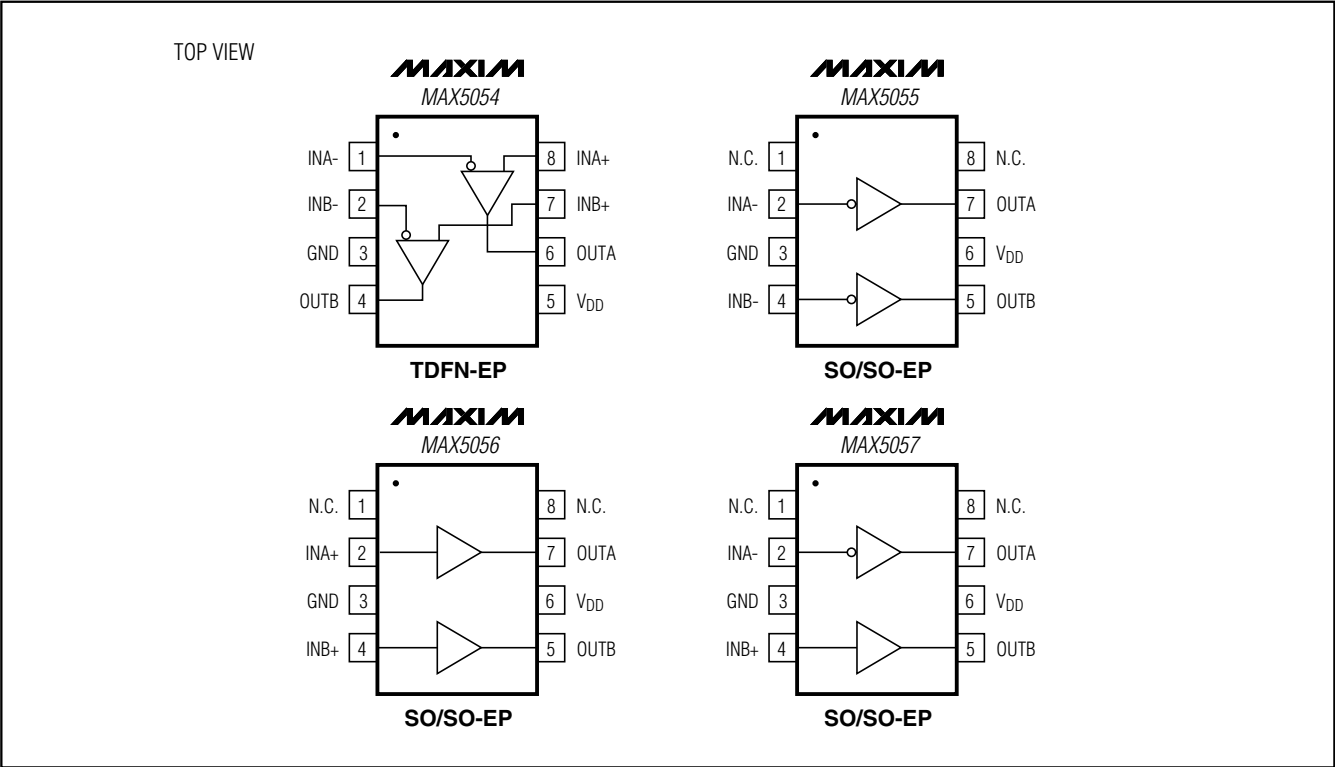 TOP VIEW
MAXIM
MAX5054
INA- 1
8 INA+
INB- 2
7 INB+
GND 3
6 OUTA
OUTB 4
5 VDD
TDFN-EP
MAXIM
MAX5055
N.C. 1
8 N.C.
INA- 2
7 OUTA
GND 3
6 VDD
INB- 4
5 OUTB
SO/SO-EP
MAXIM
MAX5056
N.C. 1
8 N.C.
INA+ 2
7 OUTA
GND 3
6 VDD
INB+ 4
5 OUTB
SO/SO-EP
MAXIM
MAX5057
N.C. 1
8 N.C.
INA- 2
7 OUTA
GND 3
6 VDD
INB+ 4
5 OUTB
SO/SO-EP